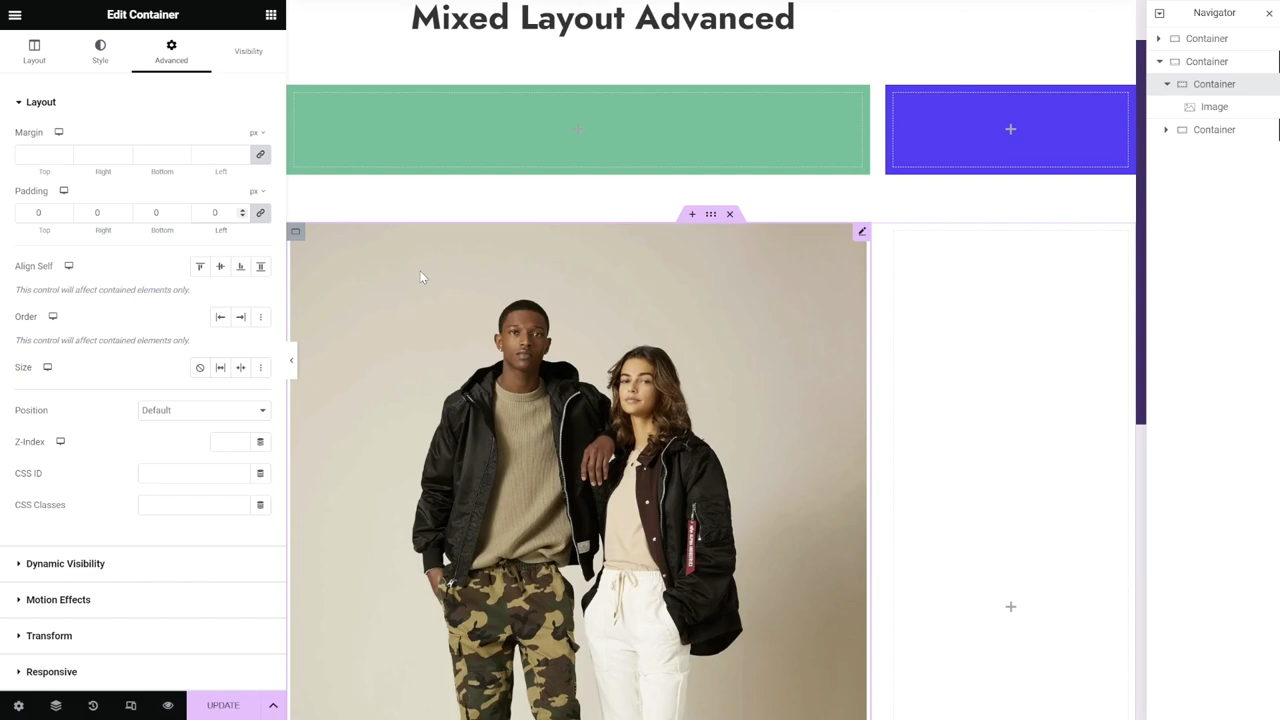 Edit Container
Layout
Style
Advanced
Visibility
Layout
Margin
px
Top
Right
Bottom
Left
Padding
px
0
0
0
0
Top
Right
Bottom
Left
Align Self
This control will affect contained elements only.
Order
This control will affect contained elements only.
Size
Position
Default
Z-Index
CSS ID
CSS Classes
Dynamic Visibility
Motion Effects
Transform
Responsive
UPDATE
Mixed Layout Advanced
Navigator
Container
Container
Container
Image
Container